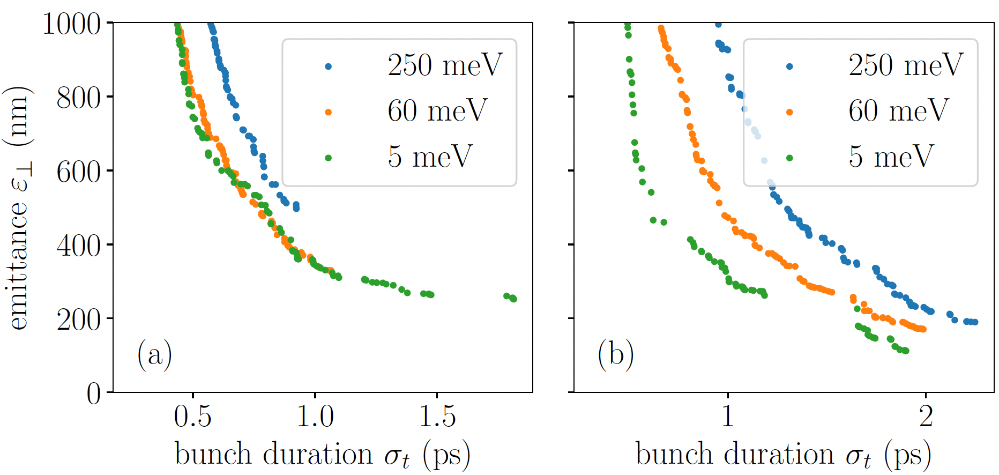 emittance ε⊥ (nm)
1000
800
600
400
200
0
250 meV
60 meV
5 meV
(a)
0.5 1.0 1.5
bunch duration σt (ps)
250 meV
60 meV
5 meV
(b)
1 2
bunch duration σt (ps)